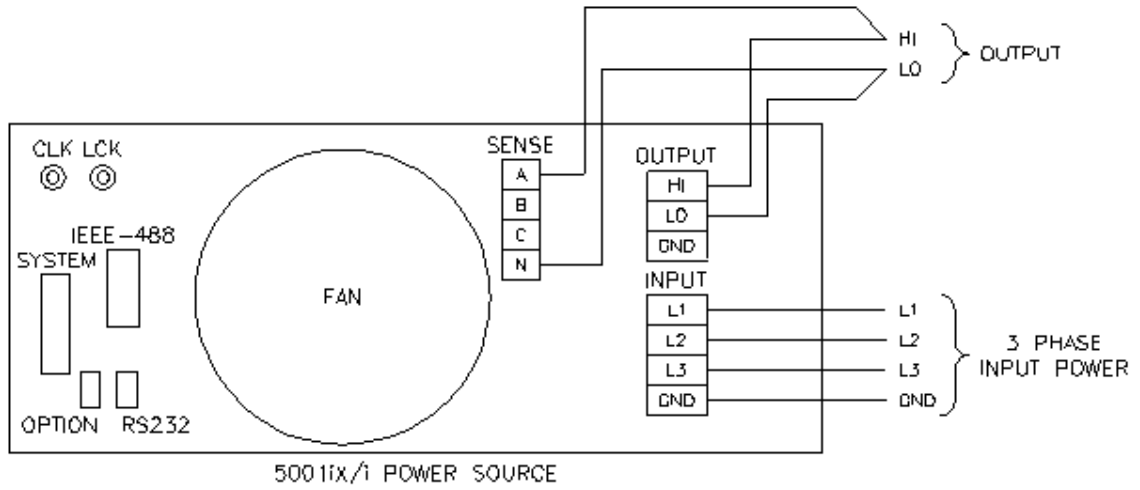 HI
LO
OUTPUT
CLK LCK
SENSE
A
B
C
N
OUTPUT
HI
LO
GND
IEEE-488
SYSTEM
FAN
INPUT
L1
L2
L3
GND
L1
L2
L3
GND
3 PHASE
INPUT POWER
OPTION
RS232
5001iX/i POWER SOURCE